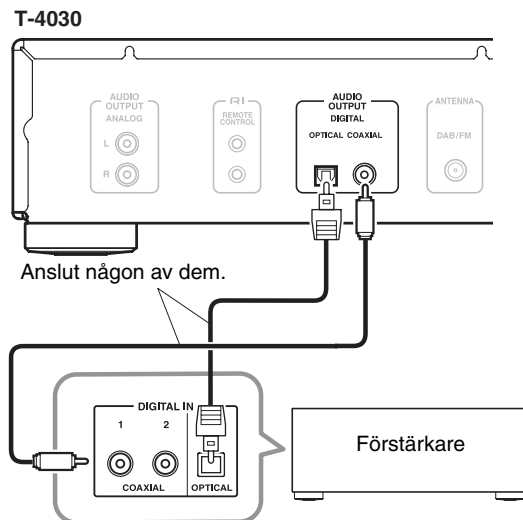 T-4030
AUDIO
OUTPUT
ANALOG
L
R
RI
REMOTE
CONTROL
AUDIO
OUTPUT
DIGITAL
OPTICAL COAXIAL
ANTENNA
DAB/FM
Anslut någon av dem.
DIGITAL IN
1 2
COAXIAL OPTICAL
Förstärkare